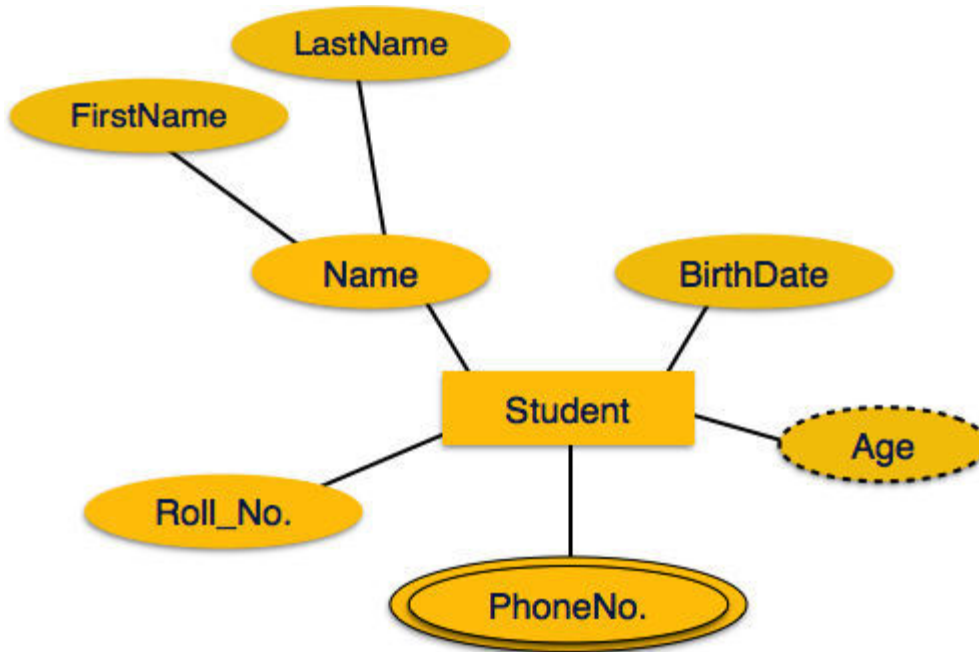 LastName
FirstName
Name
BirthDate
Student
Age
Roll_No.
PhoneNo.